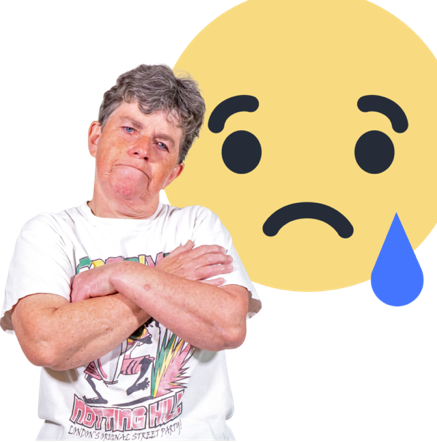 NOTTING HILL
LONDON'S ORIGINAL STREET PARTY